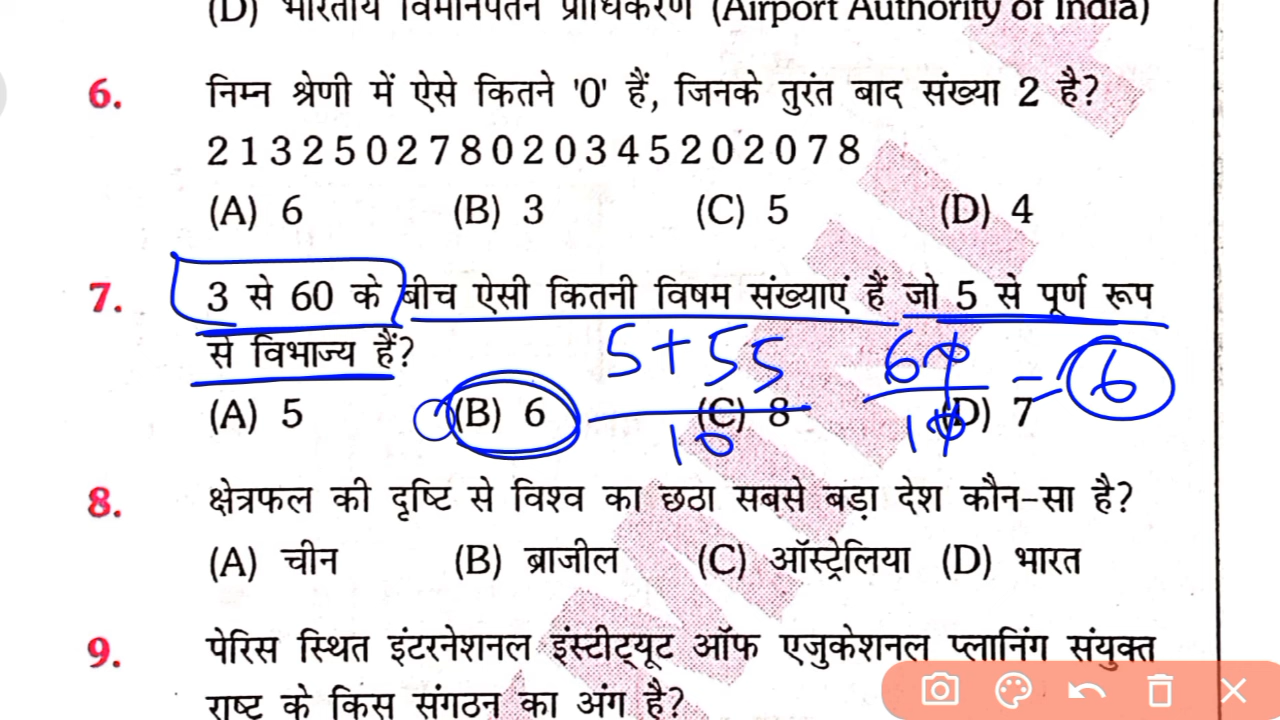 (D) भारतीय विमानपतन प्राधिकरण (Airport Authority of India)
6. निम्न श्रेणी में ऐसे कितने '0' हैं, जिनके तुरंत बाद संख्या 2 है?
2 1 3 2 5 0 2 7 8 0 2 0 3 4 5 2 0 2 0 7 8
(A) 6 (B) 3 (C) 5 (D) 4
7. 3 से 60 के बीच ऐसी कितनी विषम संख्याएं हैं जो 5 से पूर्ण रूप
से विभाज्य हैं?
5+55
10
60
10
= 6
(A) 5 (B) 6 (C) 8 (D) 7
8. क्षेत्रफल की दृष्टि से विश्व का छठा सबसे बड़ा देश कौन-सा है?
(A) चीन (B) ब्राजील (C) ऑस्ट्रेलिया (D) भारत
9. पेरिस स्थित इंटरनेशनल इंस्टीट्यूट ऑफ एजुकेशनल प्लानिंग संयुक्त
राष्ट्र के किस संगठन का अंग है?